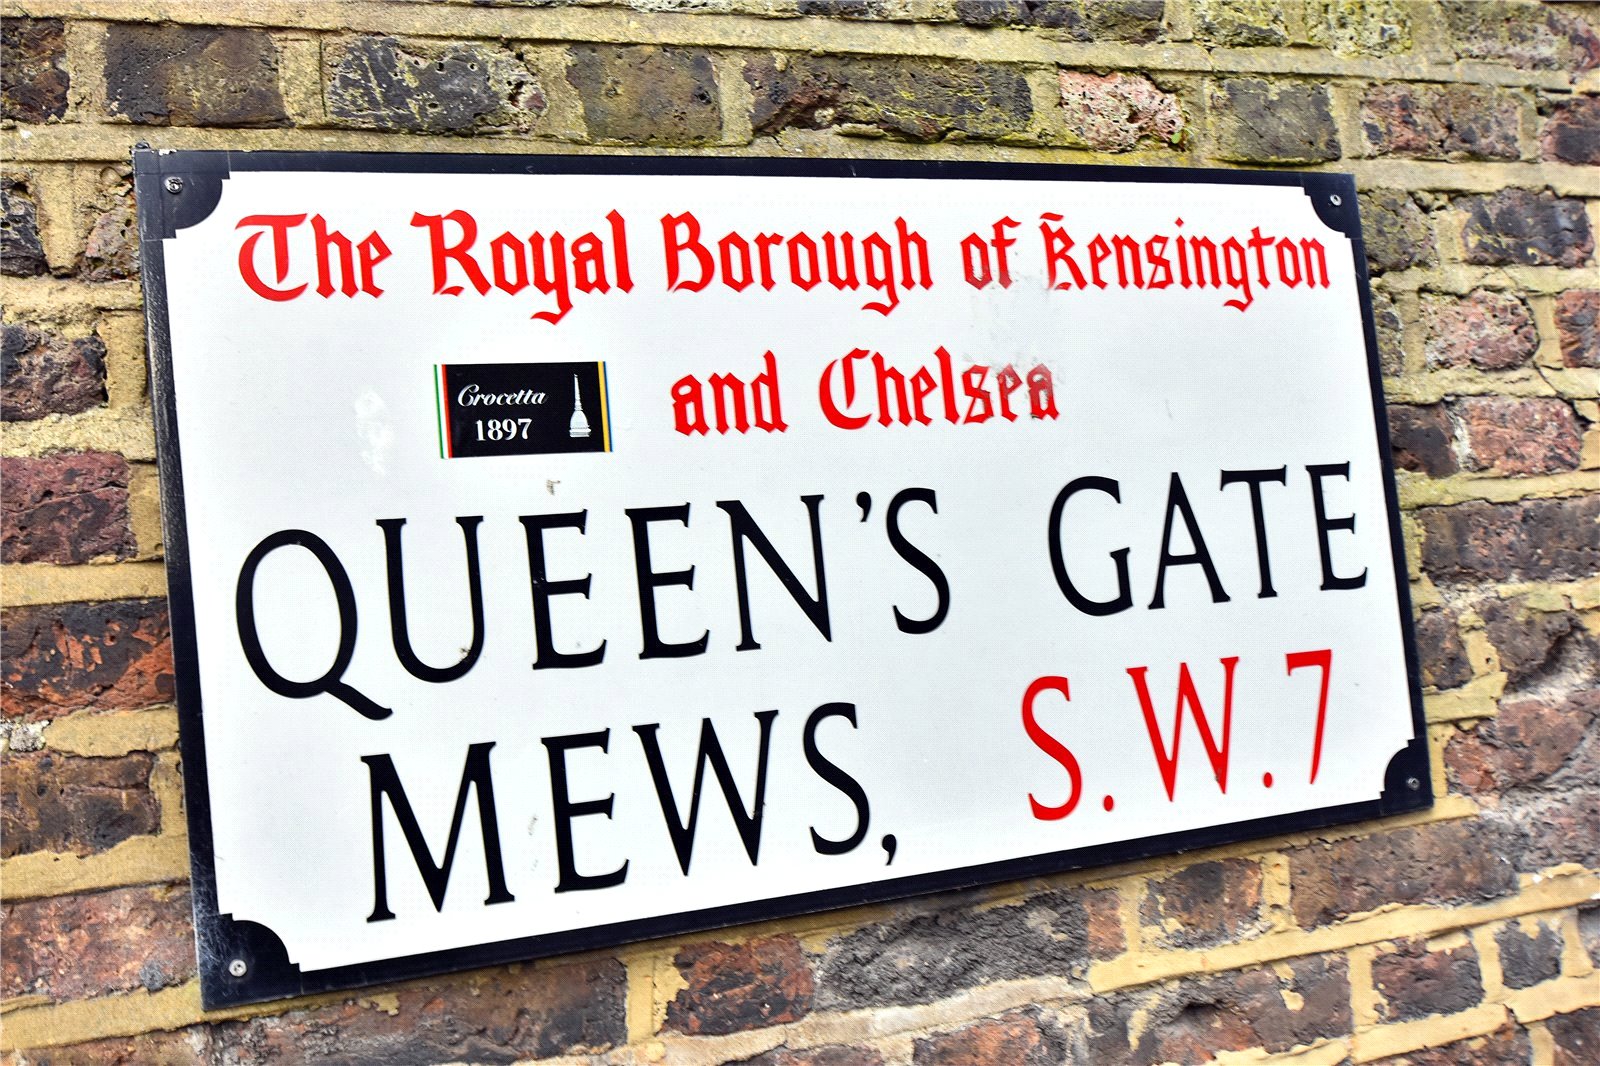 The Royal Borough of Kensington
and Chelsea
Crocetta
1897
QUEEN'S GATE
MEWS, S.W.7